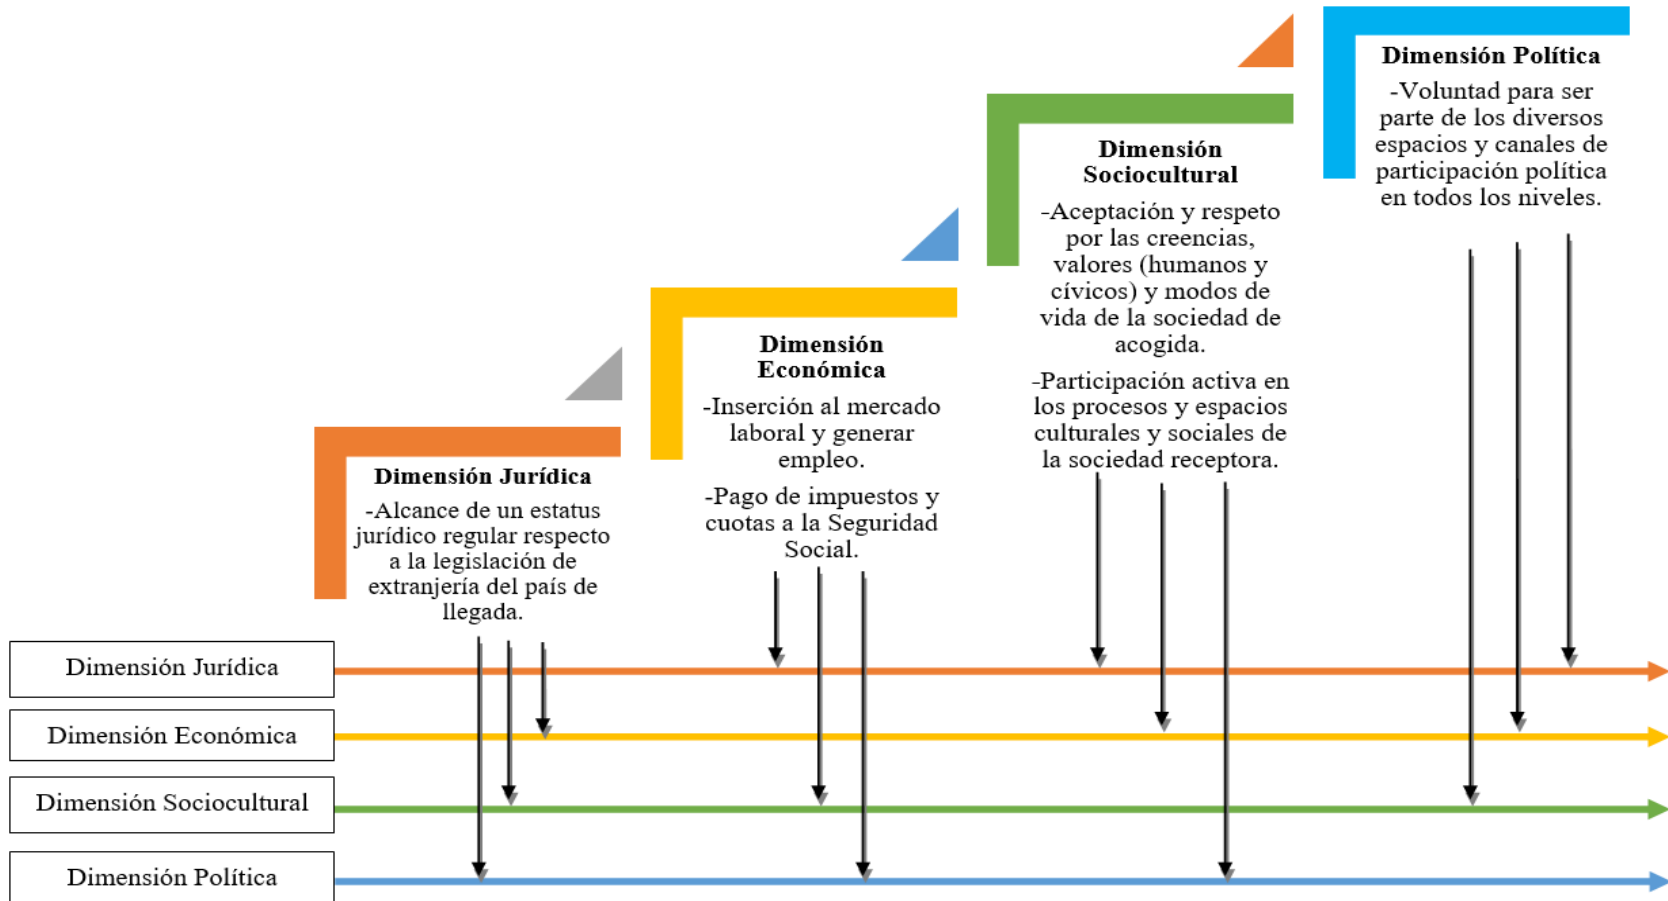 Dimensión Política
-Voluntad para ser
parte de los diversos
espacios y canales de
participación política
en todos los niveles.
Dimensión
Sociocultural
-Aceptación y respeto
por las creencias,
valores (humanos y
cívicos) y modos de
vida de la sociedad de
acogida.
-Participación activa en
los procesos y espacios
culturales y sociales de
la sociedad receptora.
Dimensión
Económica
-Inserción al mercado
laboral y generar
empleo.
-Pago de impuestos y
cuotas a la Seguridad
Social.
Dimensión Jurídica
-Alcance de un estatus
jurídico regular respecto
a la legislación de
extranjería del país de
llegada.
Dimensión Jurídica
Dimensión Económica
Dimensión Sociocultural
Dimensión Política